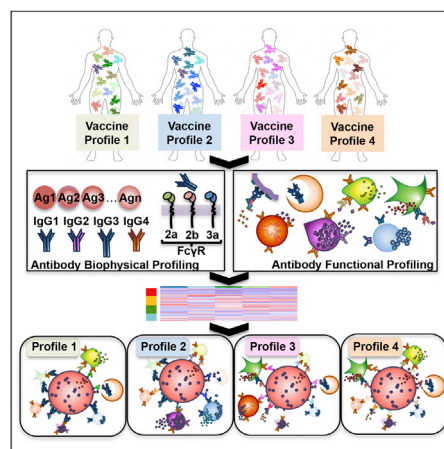 Vaccine Profile 1
Vaccine Profile 2
Vaccine Profile 3
Vaccine Profile 4
Ag1 Ag2 Ag3 ... Agn
IgG1 IgG2 IgG3 IgG4
2a 2b 3a
FcγR
Antibody Biophysical Profiling
Antibody Functional Profiling
Profile 1
Profile 2
Profile 3
Profile 4